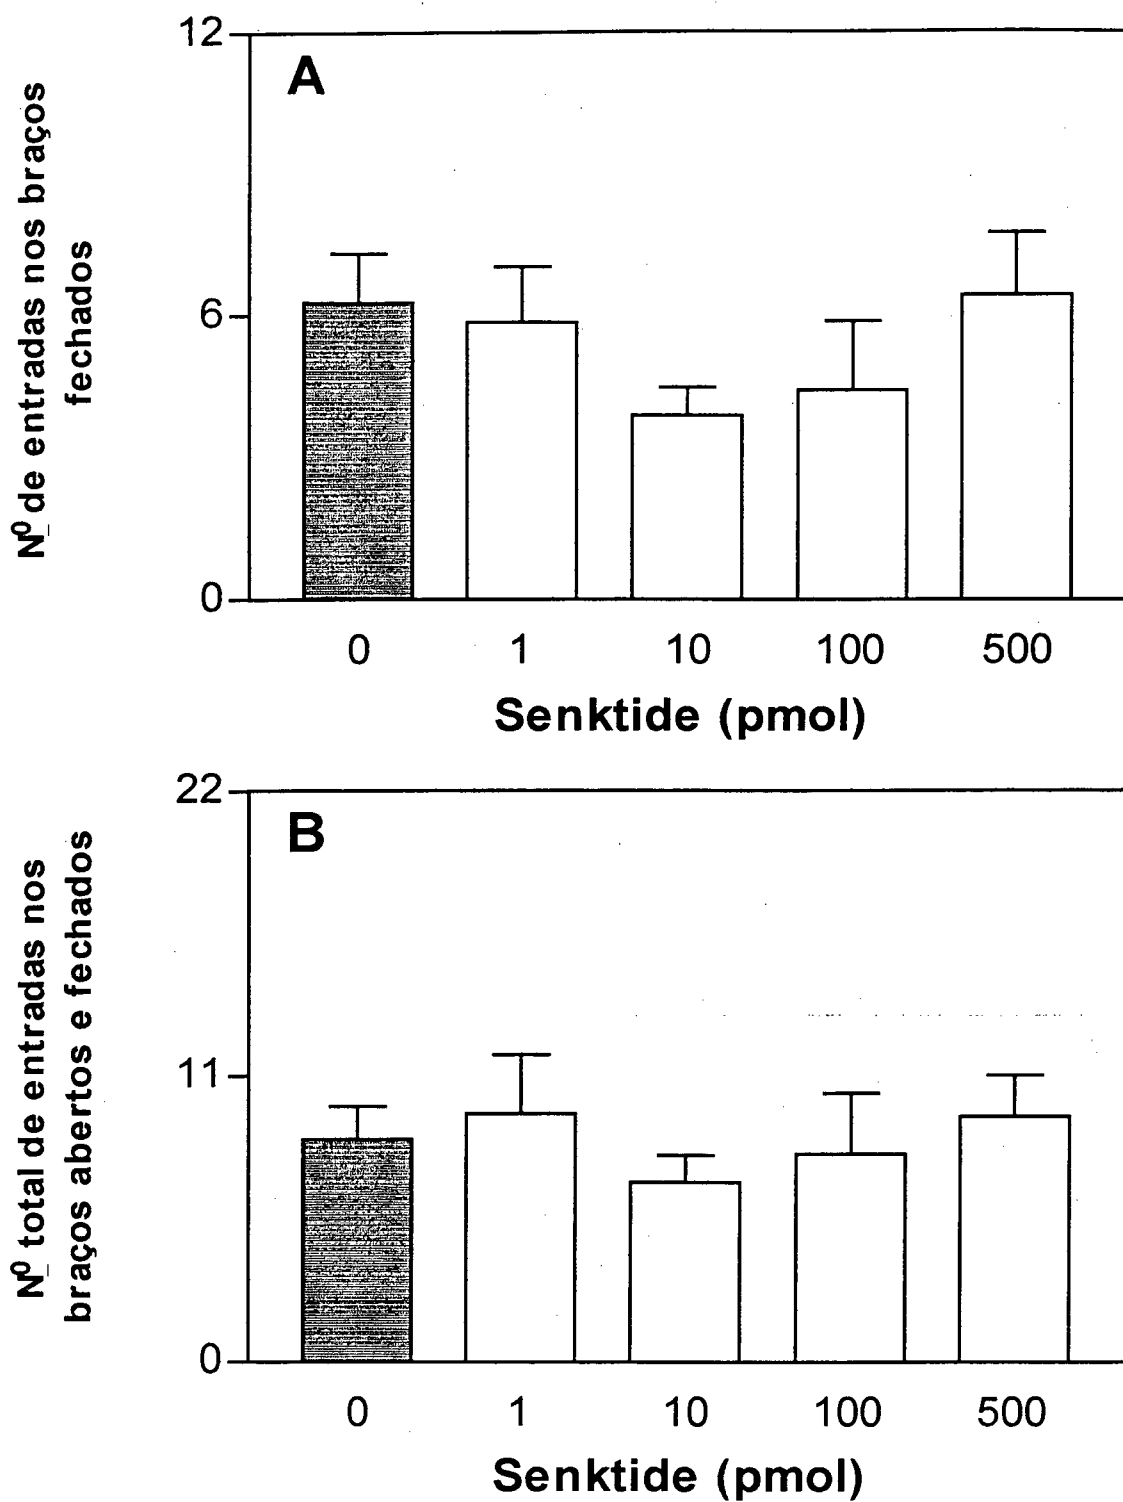 12
A
Nº de entradas nos braços
fechados
6
0
0 1 10 100 500
Senktide (pmol)
22
B
Nº total de entradas nos
braços abertos e fechados
11
0
0 1 10 100 500
Senktide (pmol)